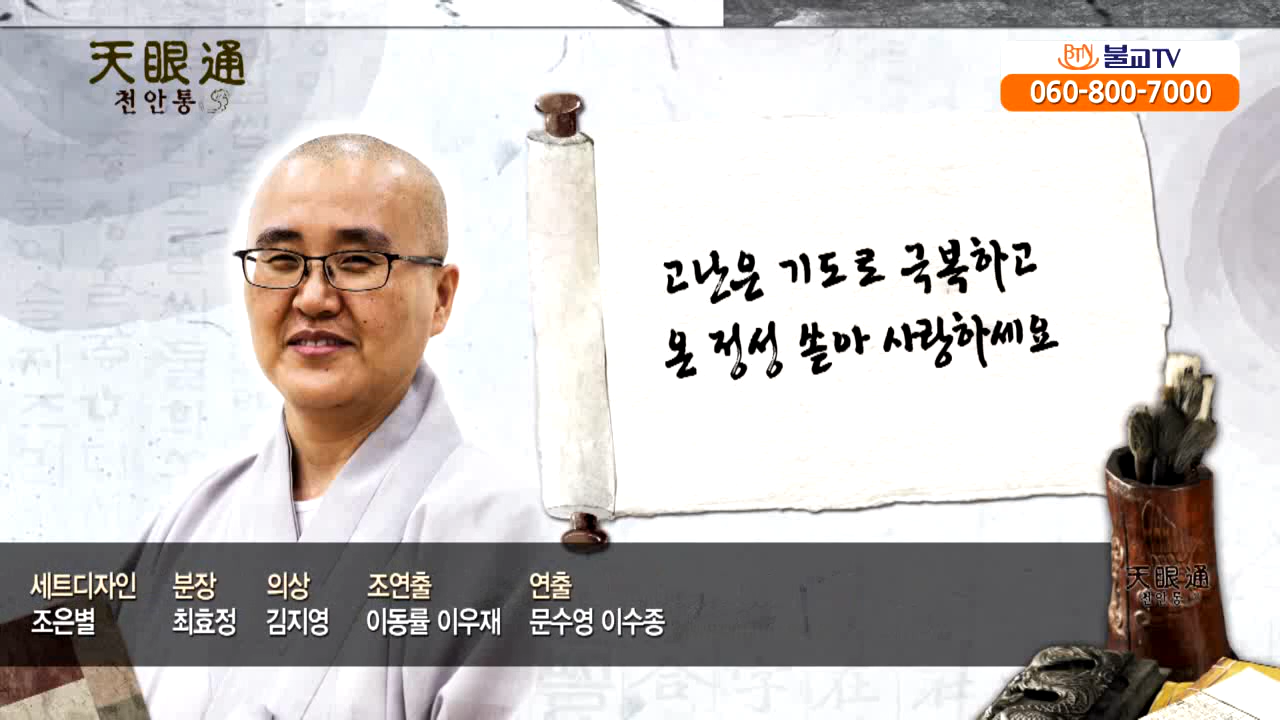 天眼通
천안통
BTN 불교TV
060-800-7000
고난은 기도로 극복하고
온 정성 쏟아 사랑하세요
세트디자인 분장 의상 조연출 연출
조은별 최효정 김지영 이동률 이우재 문수영 이수종
天眼通
천안통